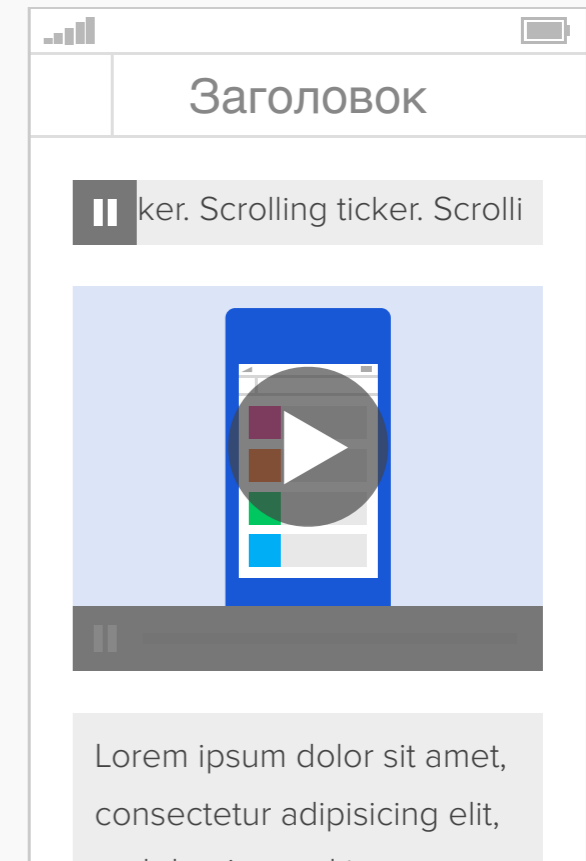 Заголовок
ker. Scrolling ticker. Scrolli
Lorem ipsum dolor sit amet,
consectetur adipisicing elit,